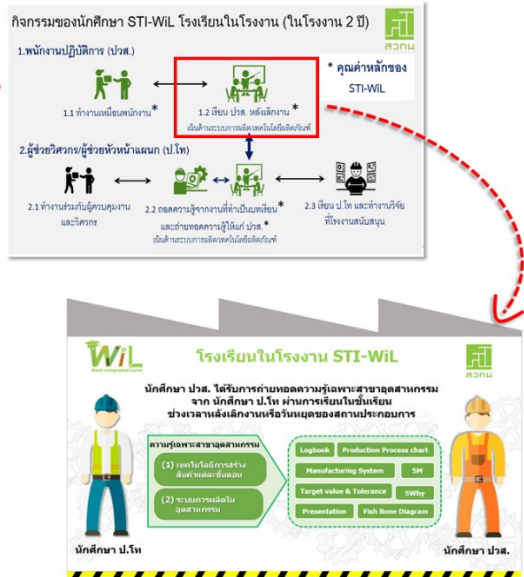 กิจกรรมของนักศึกษา STI-WiL โรงเรียนในโรงงาน (ในโรงงาน 2 ปี)
สวทน
1.พนักงานปฏิบัติการ (ปวส.)
* คุณค่าหลักของ
STI-WiL
1.1 ทำงานเหมือนพนักงาน *
1.2 เรียน ปวส. หลังเลิกงาน *
เน้นด้านระบบการผลิต/เทคโนโลยีผลิตภัณฑ์
2.ผู้ช่วยวิศวกร/ผู้ช่วยหัวหน้าแผนก (ป.โท)
2.1 ทำงานร่วมกับผู้ควบคุมงาน
และวิศวกร
2.2 ถอดความรู้จากงานที่ทำเป็นบทเรียน *
และถ่ายทอดความรู้ให้แก่ ปวส. *
เน้นด้านระบบการผลิต/เทคโนโลยีผลิตภัณฑ์
2.3 เรียน ป.โท และทำงานวิจัย
ที่โรงงานสนับสนุน
WiL
โรงเรียนในโรงงาน STI-WiL
สวทน
นักศึกษา ปวส. ได้รับการถ่ายทอดความรู้เฉพาะสาขาอุตสาหกรรม
จาก นักศึกษา ป.โท ผ่านการเรียนในชั้นเรียน
ช่วงเวลาหลังเลิกงานหรือวันหยุดของสถานประกอบการ
ความรู้เฉพาะสาขาอุตสาหกรรม
(1) เทคโนโลยีการสร้าง
สินค้าแต่ละขั้นตอน
(2) ระบบการผลิตใน
อุตสาหกรรม
Logbook Production Process chart
Manufacturing System 5M
Target value & Tolerance 5Why
Presentation Fish Bone Diagram
นักศึกษา ป.โท
นักศึกษา ปวส.